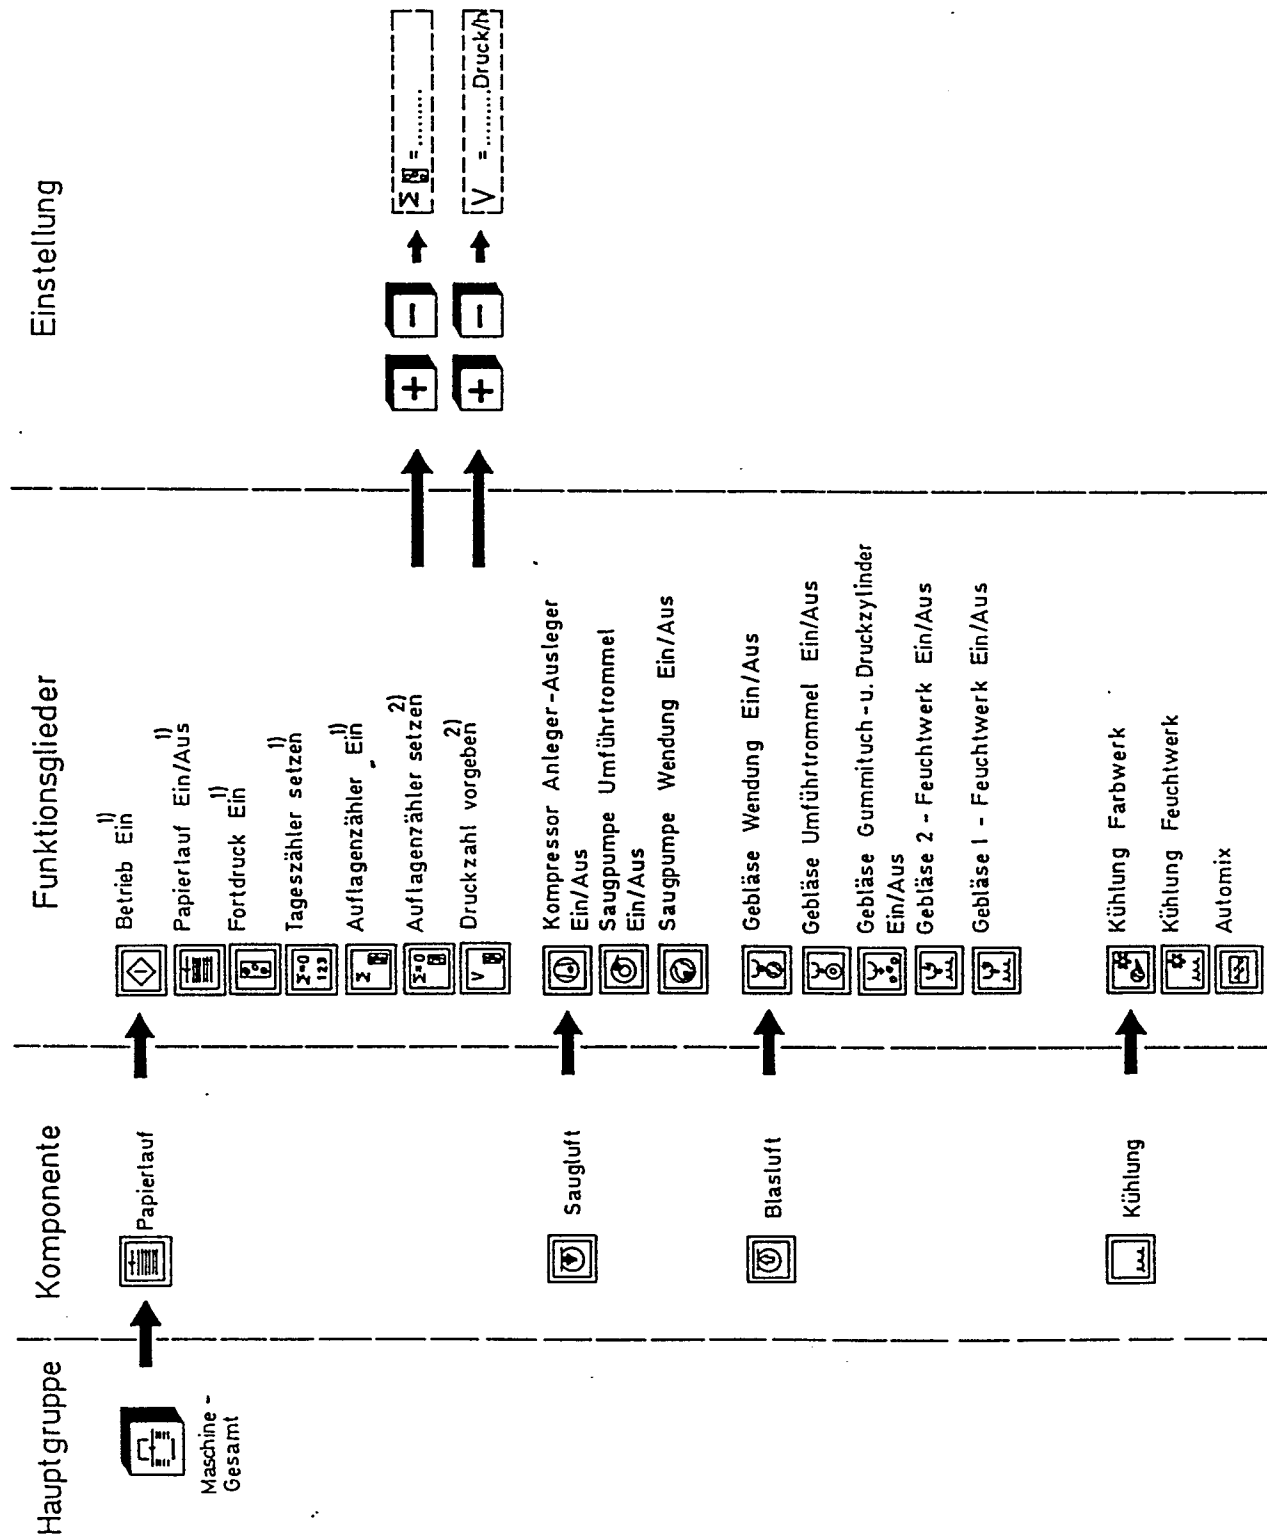 Hauptgruppe
Komponente
Funktionsglieder
Einstellung
Maschine -
Gesamt
Papierlauf
Betrieb Ein 1)
Papierlauf Ein/Aus 1)
Fortdruck Ein 1)
Σ=0
123
Tageszähler setzen 1)
Σ
Auflagenzähler Ein 1)
Σ=0
Auflagenzähler setzen 2)
+
−
Σ =.........
V
Druckzahl vorgeben 2)
+
−
V =.........Druck/h
Saugluft
Kompressor Anleger-Ausleger
Ein/Aus
Saugpumpe Umführtrommel
Ein/Aus
Saugpumpe Wendung Ein/Aus
Blasluft
Gebläse Wendung Ein/Aus
Gebläse Umführtrommel Ein/Aus
Gebläse Gummituch-u. Druckzylinder
Ein/Aus
Gebläse 2 - Feuchtwerk Ein/Aus
Gebläse 1 - Feuchtwerk Ein/Aus
Kühlung
Kühlung Farbwerk
Kühlung Feuchtwerk
Automix